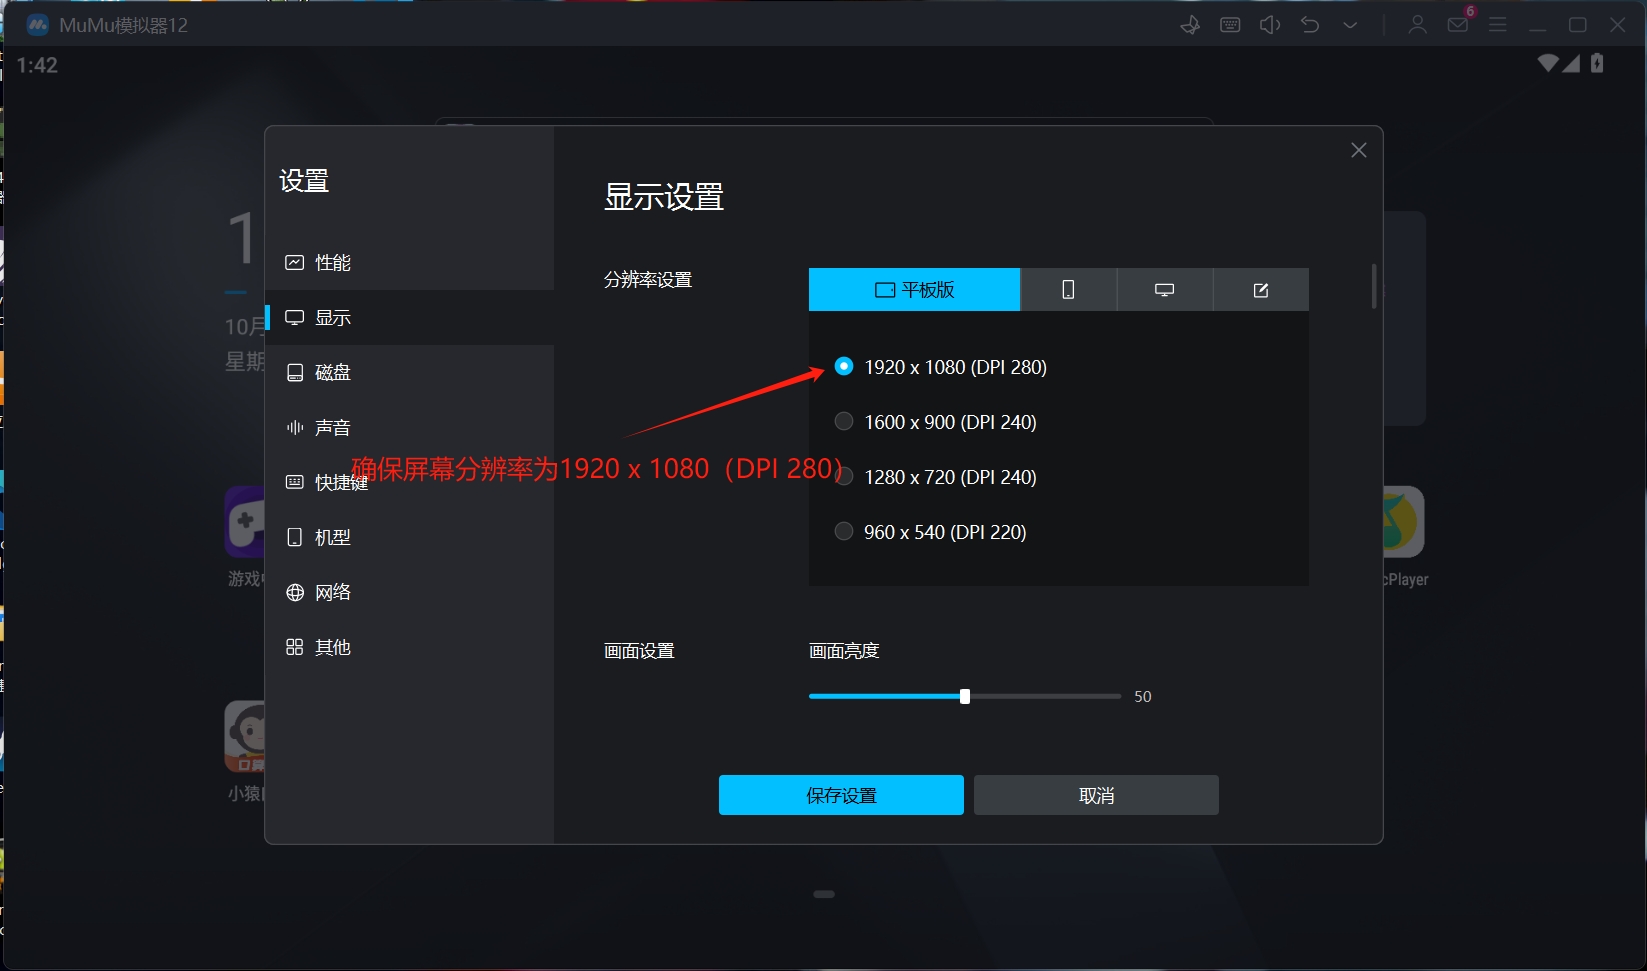 MuMu模拟器12
6
1:42
设置
显示设置
性能
显示
磁盘
声音
快捷键
机型
网络
其他
分辨率设置
平板版
1920 x 1080 (DPI 280)
1600 x 900 (DPI 240)
确保屏幕分辨率为1920 x 1080（DPI 280）
1280 x 720 (DPI 240)
960 x 540 (DPI 220)
画面设置
画面亮度
50
保存设置
取消
1
10月
星期
游戏中
cPlayer
口算
小猿